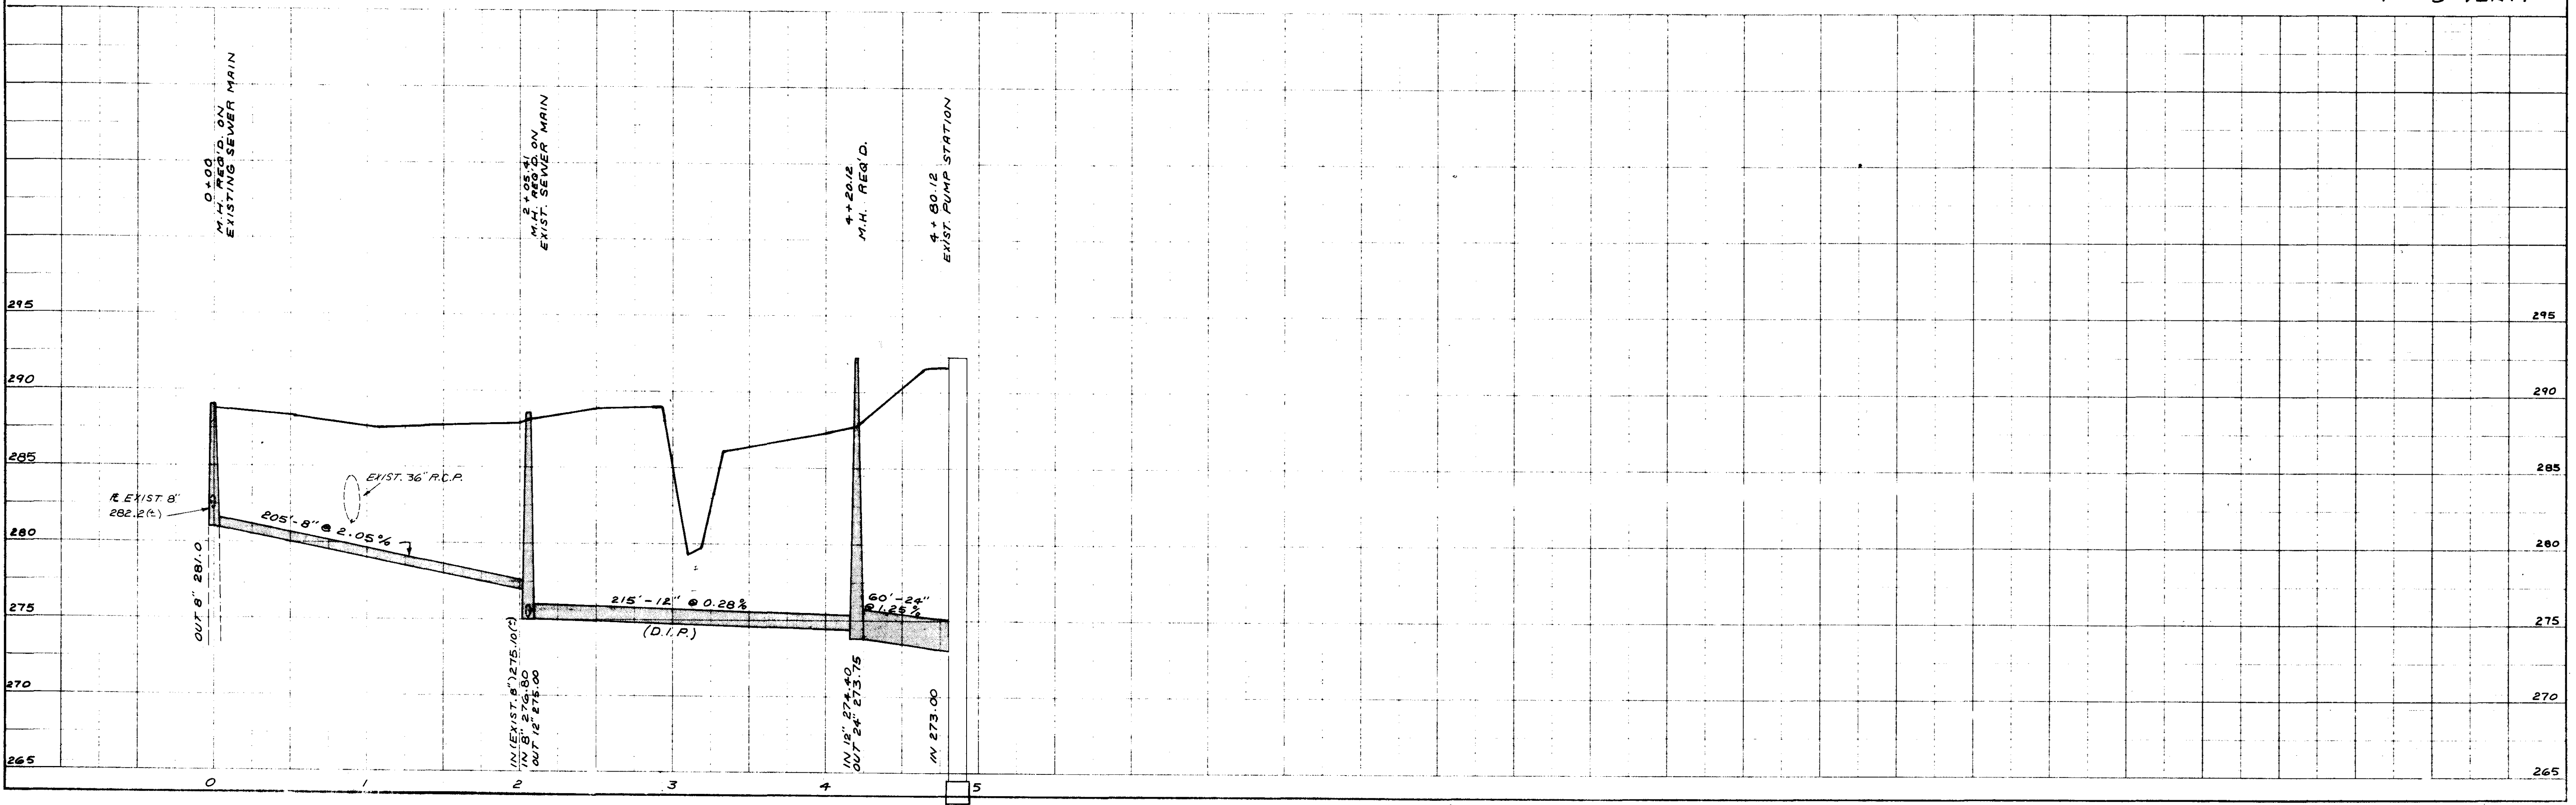 0+00
M.H. REQ'D. ON
EXISTING SEWER MAIN
2+05.41
M.H. REQ'D. ON
EXIST. SEWER MAIN
4+20.12
M.H. REQ'D.
4+80.12
EXIST. PUMP STATION
295
295
290
290
285
285
280
280
275
275
270
270
265
265
EXIST. 8"
282.2(±)
EXIST. 36" R.C.P.
205'-8" @ 2.05%
215'-12" @ 0.28%
(D.I.P.)
60'-24"
@ 1.25%
OUT 8" 281.0
IN (EXIST. 8") 275.10(±)
IN 8" 276.80
OUT 12" 275.00
IN 12" 274.40
OUT 24" 273.75
IN 273.00
0
1
2
3
4
5